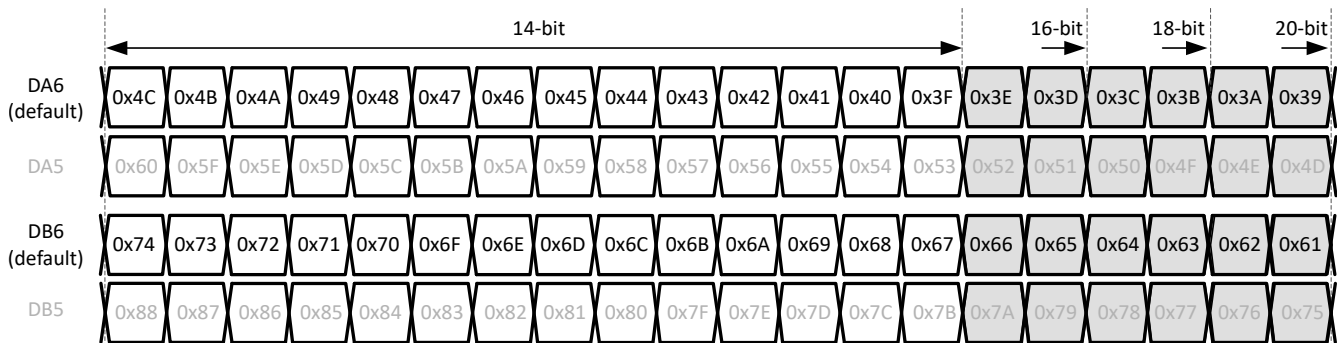 14-bit 16-bit 18-bit 20-bit
DA6
(default)
0x4C 0x4B 0x4A 0x49 0x48 0x47 0x46 0x45 0x44 0x43 0x42 0x41 0x40 0x3F 0x3E 0x3D 0x3C 0x3B 0x3A 0x39
DA5 0x60 0x5F 0x5E 0x5D 0x5C 0x5B 0x5A 0x59 0x58 0x57 0x56 0x55 0x54 0x53 0x52 0x51 0x50 0x4F 0x4E 0x4D
DB6
(default)
0x74 0x73 0x72 0x71 0x70 0x6F 0x6E 0x6D 0x6C 0x6B 0x6A 0x69 0x68 0x67 0x66 0x65 0x64 0x63 0x62 0x61
DB5 0x88 0x87 0x86 0x85 0x84 0x83 0x82 0x81 0x80 0x7F 0x7E 0x7D 0x7C 0x7B 0x7A 0x79 0x78 0x77 0x76 0x75